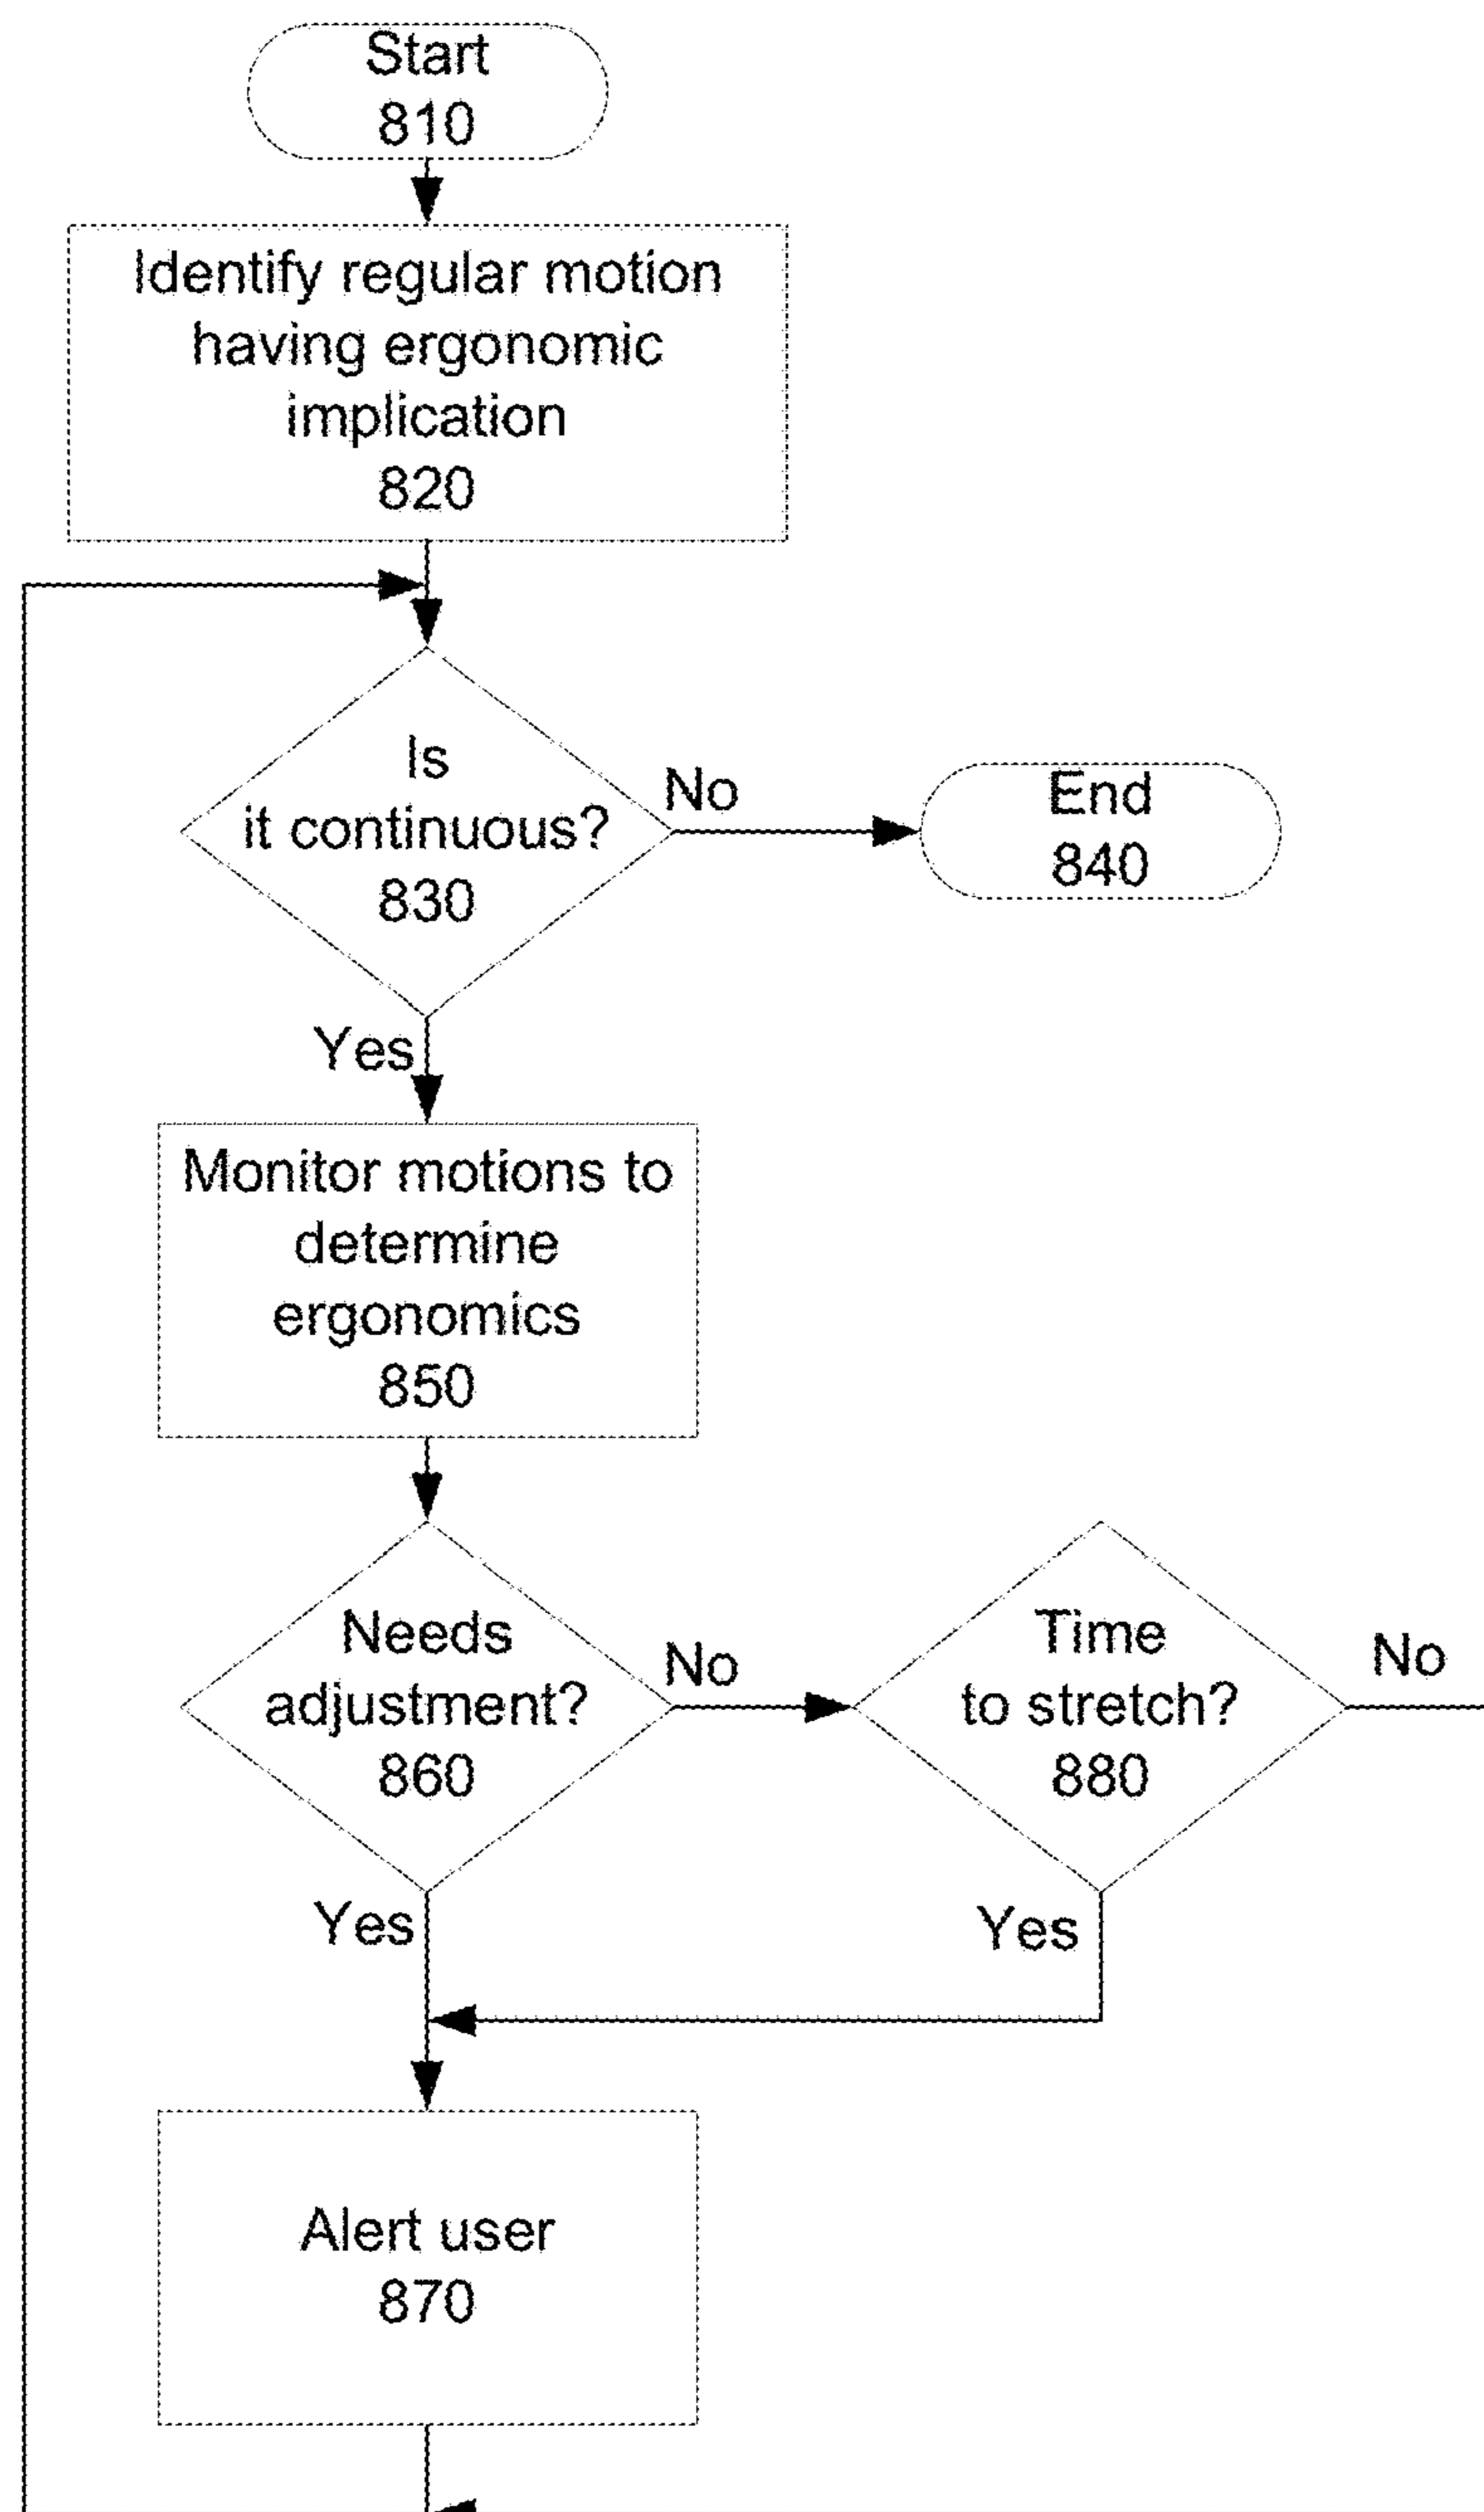 Start
810
Identify regular motion
having ergonomic
implication
820
Is
it continuous?
830
No
End
840
Yes
Monitor motions to
determine
ergonomics
850
Needs
adjustment?
860
No
Time
to stretch?
880
No
Yes
Yes
Alert user
870